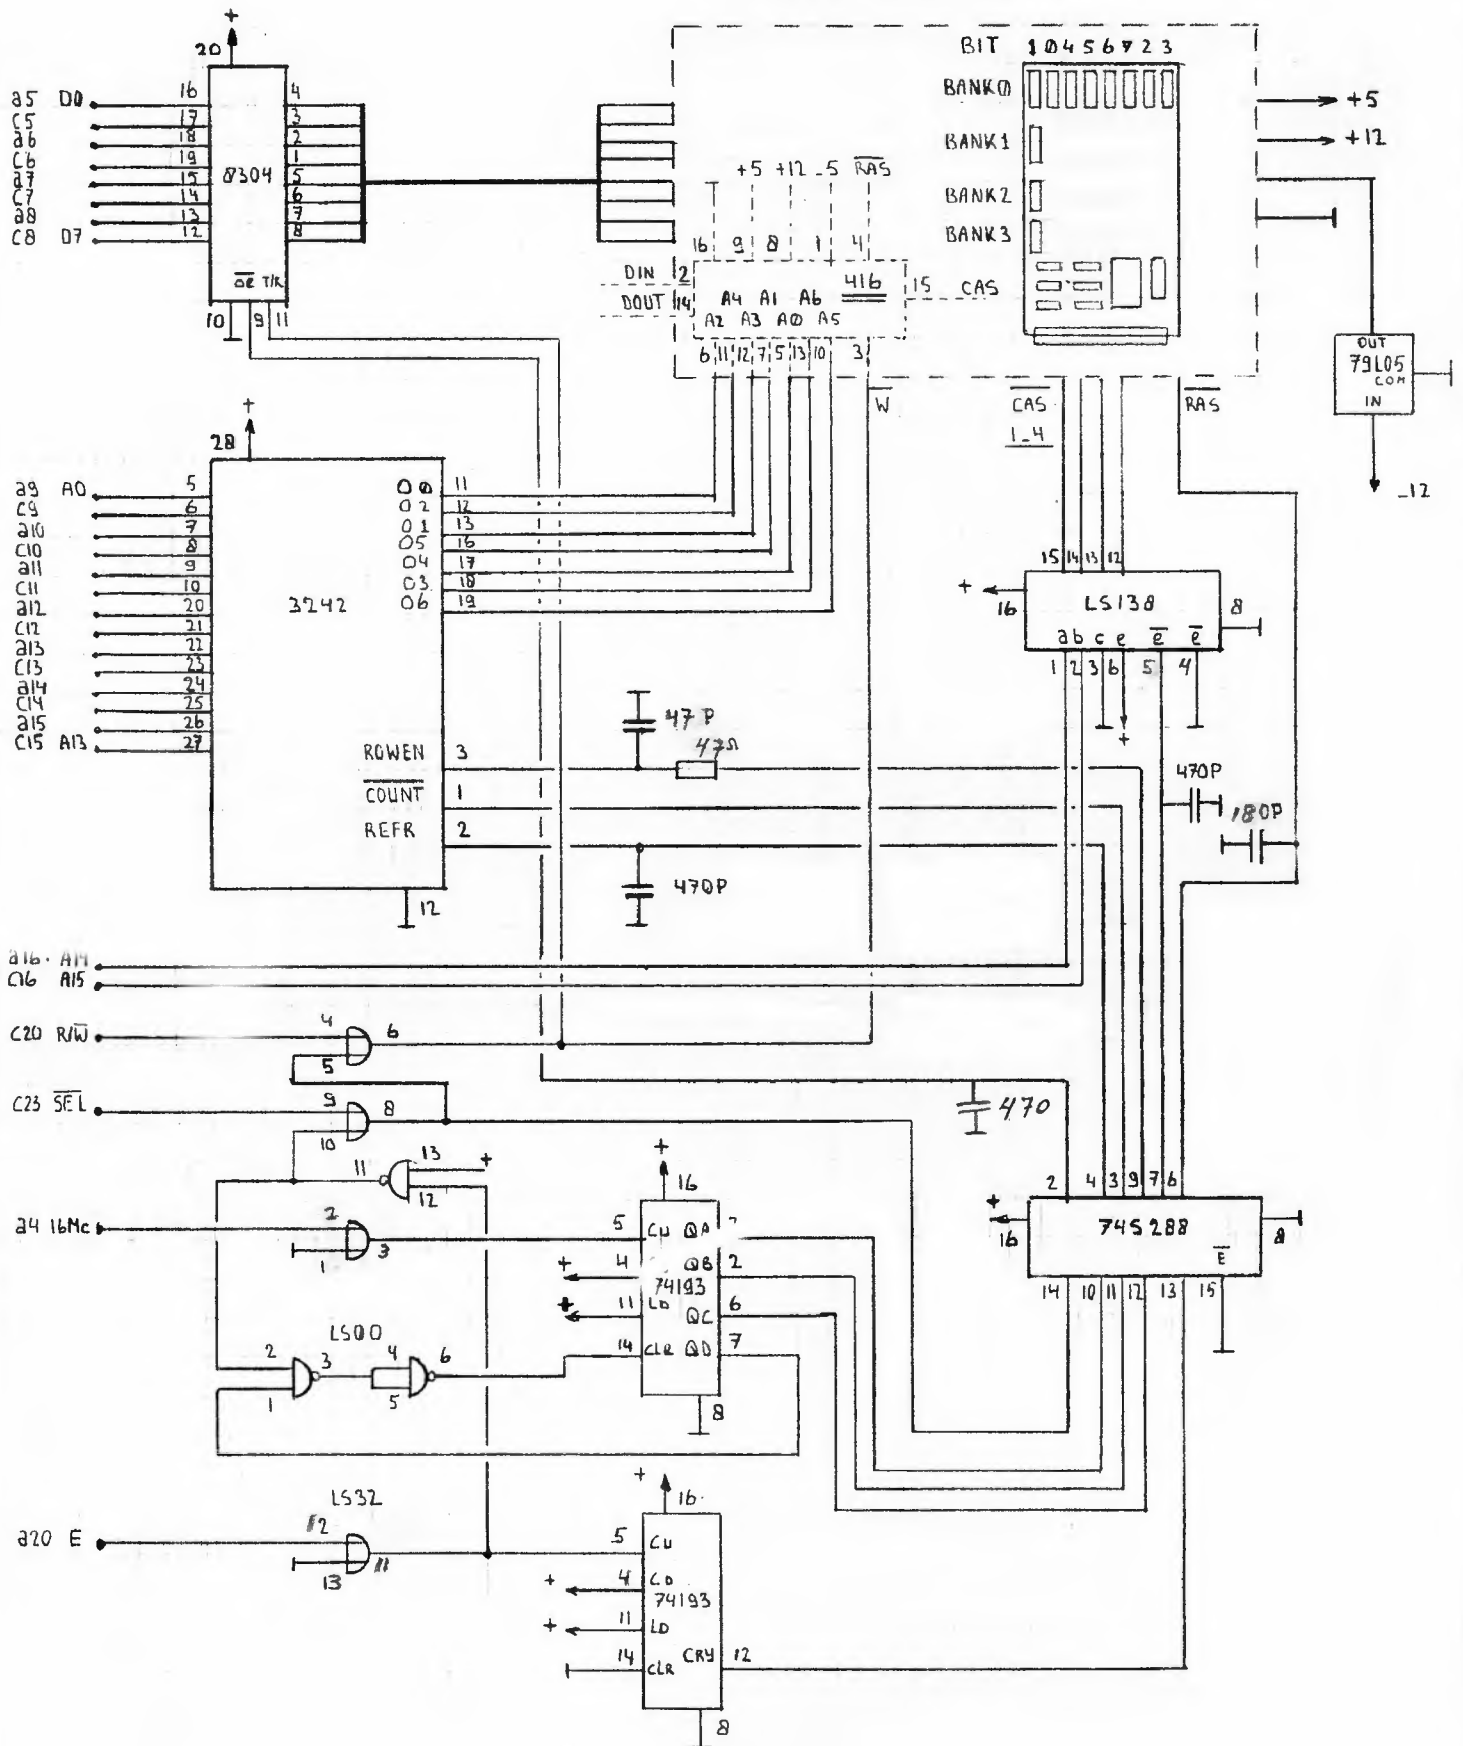 +
20
BIT 1 0 4 5 6 7 2 3
a5 D0 16 4
C5 17 3
a6 18 2
C6 19 1
a7 15 5
C7 14 6
a8 13 7
C8 D7 12 8
8304
OE T/R
10 9 11
BANK0
BANK1
BANK2
BANK3
+5
+12
+5 +12 -5 RAS
16 9 8 1 4
DIN 2
DOUT 14
A4 A1 A6 416
A2 A3 A0 A5
15 CAS
6 11 12 7 5 13 10 3
W
CAS
1-4
RAS
OUT
79L05
COM
IN
-12
+
28
a9 A0 5
C9 6
a10 7
C10 8
a11 9
C11 10
a12 20
C12 21
a13 22
C13 23
a14 24
C14 25
a15 26
C15 A13 27
3242
O0 11
O2 12
O1 13
O5 16
O4 17
O3 18
O6 19
ROWEN 3
COUNT 1
REFR 2
12
47P
47Ω
470P
15 14 13 12
+
16
LS138
8
a b c e e e
1 2 3 6 5 4
+
470P
180P
a16 A14
C16 A15
C20 R/W 4 6
5
C23 SEL 9 8
10
11 13 +
12
a4 16Mc 2
1 3
470
+
16
5 CU QA
+ 4 QB 2
74193
+ 11 LD QC 6
14 CLR QD 7
8
LS00
2 3 4 6
1 5
2 4 3 9 7 6
+
16
74S288
8
E
14 10 11 12 13 15
LS32
a20 E 12
13 11
+
16
5 CU
+ 4 CD
74193
+ 11 LD
14 CLR CRY 12
8